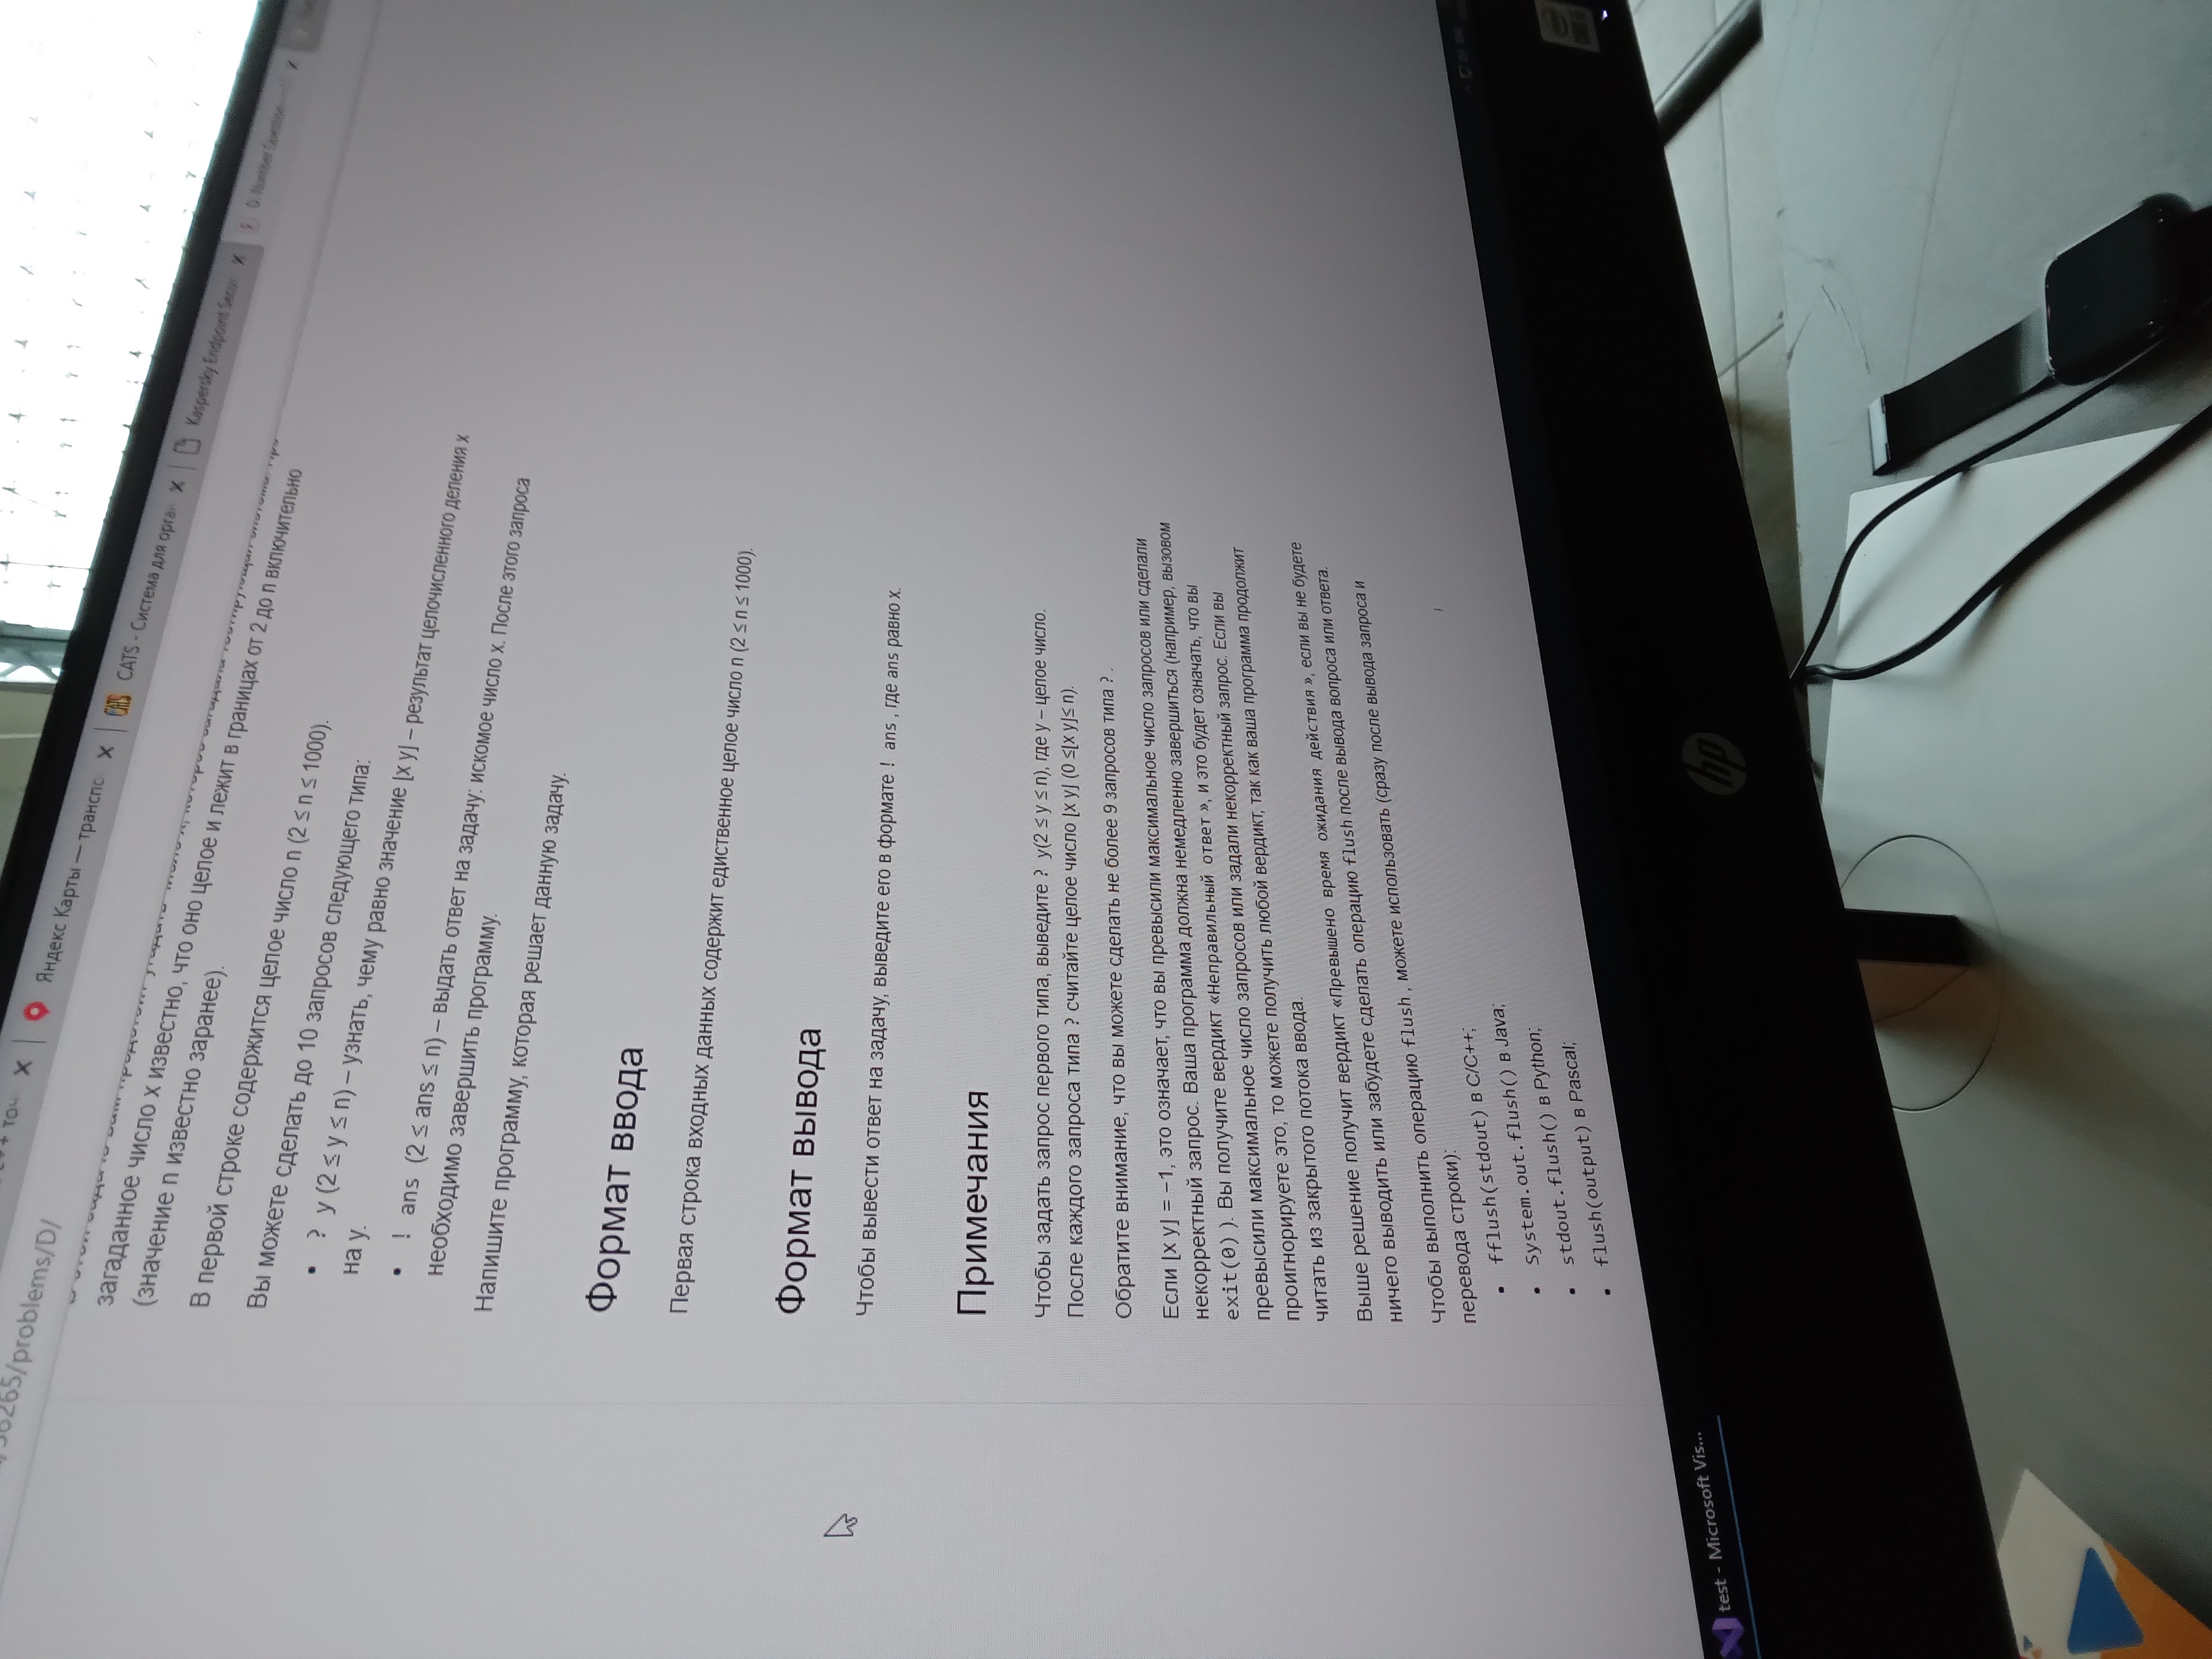 /problems/D/
Яндекс Карты — транспо
CATS - Система для орга
Kaspersky Endpoint Secur
загаданное число x известно, что оно целое и лежит в границах от 2 до n включительно
(значение n известно заранее).
В первой строке содержится целое число n (2 ≤ n ≤ 1000).
Вы можете сделать до 10 запросов следующего типа:
• ? y (2 ≤ y ≤ n) – узнать, чему равно значение ⌊x y⌋ – результат целочисленного деления x
на y.
• ! ans (2 ≤ ans ≤ n) – выдать ответ на задачу: искомое число x. После этого запроса
необходимо завершить программу.
Напишите программу, которая решает данную задачу.
Формат ввода
Первая строка входных данных содержит едиственное целое число n (2 ≤ n ≤ 1000).
Формат вывода
Чтобы вывести ответ на задачу, выведите его в формате ! ans , где ans равно x.
Примечания
Чтобы задать запрос первого типа, выведите ? y(2 ≤ y ≤ n), где y – целое число.
После каждого запроса типа ? считайте целое число ⌊x y⌋ (0 ≤⌊x y⌋≤ n).
Обратите внимание, что вы можете сделать не более 9 запросов типа ? .
Если ⌊x y⌋ = −1, это означает, что вы превысили максимальное число запросов или сделали
некорректный запрос. Ваша программа должна немедленно завершиться (например, вызовом
exit(0) ). Вы получите вердикт «Неправильный ответ », и это будет означать, что вы
превысили максимальное число запросов или задали некорректный запрос. Если вы
проигнорируете это, то можете получить любой вердикт, так как ваша программа продолжит
читать из закрытого потока ввода.
Выше решение получит вердикт «Превышено время ожидания действия », если вы не будете
ничего выводить или забудете сделать операцию flush после вывода вопроса или ответа.
Чтобы выполнить операцию flush , можете использовать (сразу после вывода запроса и
перевода строки):
• fflush(stdout) в C/C++;
• System.out.flush() в Java;
• stdout.flush() в Python;
• flush(output) в Pascal;
test - Microsoft Vis...
hp